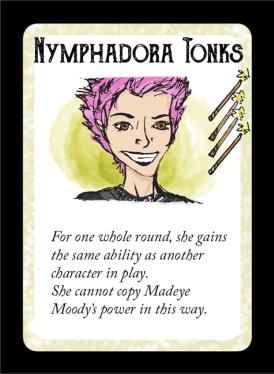 Nymphadora Tonks
For one whole round, she gains
the same ability as another
character in play.
She cannot copy Madeye
Moody's power in this way.